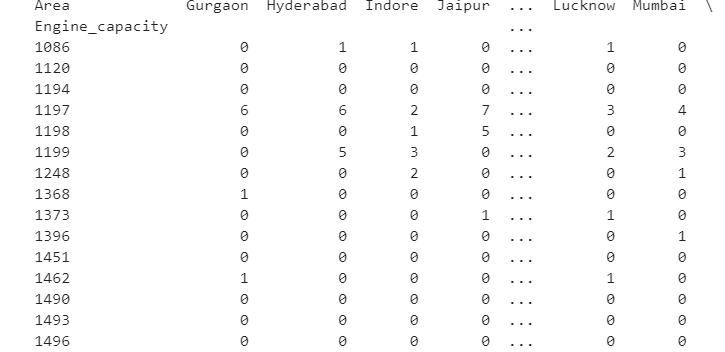 Area Gurgaon Hyderabad Indore Jaipur ... Lucknow Mumbai \
Engine_capacity ...
1086 0 1 1 0 ... 1 0
1120 0 0 0 0 ... 0 0
1194 0 0 0 0 ... 0 0
1197 6 6 2 7 ... 3 4
1198 0 0 1 5 ... 0 0
1199 0 5 3 0 ... 2 3
1248 0 0 2 0 ... 0 1
1368 1 0 0 0 ... 0 0
1373 0 0 0 1 ... 1 0
1396 0 0 0 0 ... 0 1
1451 0 0 0 0 ... 0 0
1462 1 0 0 0 ... 1 0
1490 0 0 0 0 ... 0 0
1493 0 0 0 0 ... 0 0
1496 0 0 0 0 ... 0 0